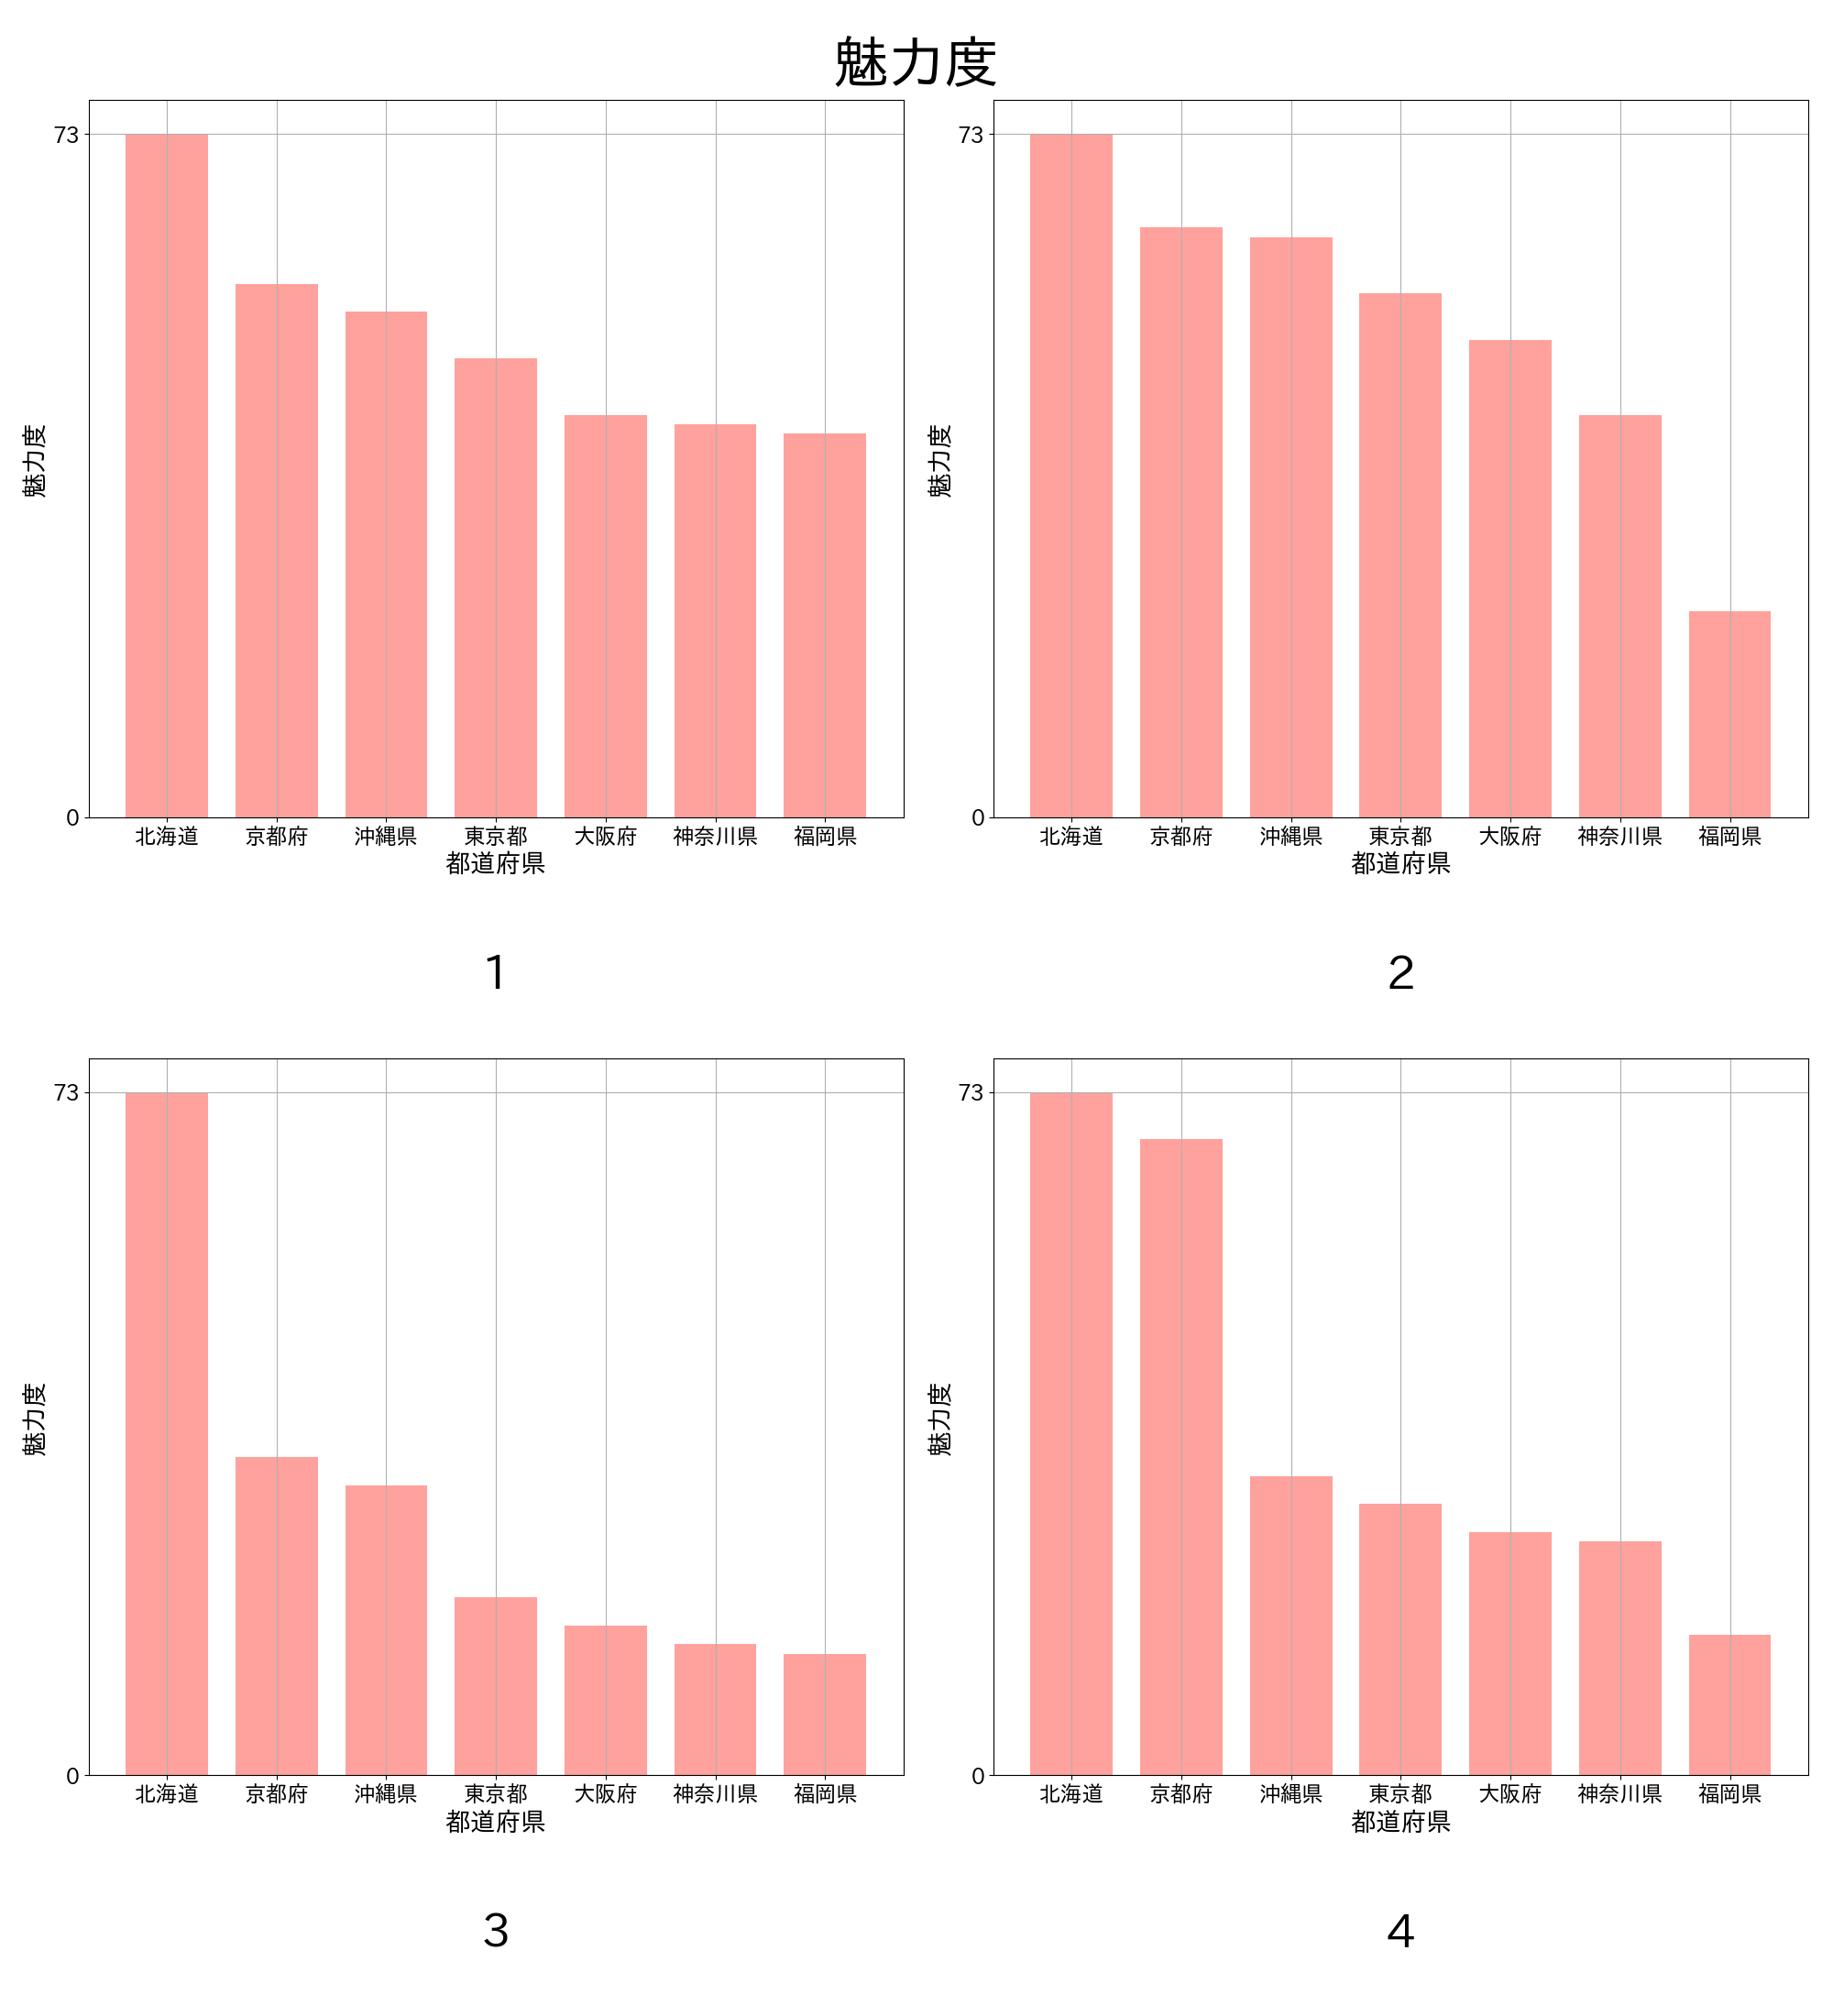 魅力度
73
0
魅力度
北海道 京都府 沖縄県 東京都 大阪府 神奈川県 福岡県
都道府県
1
73
0
魅力度
北海道 京都府 沖縄県 東京都 大阪府 神奈川県 福岡県
都道府県
2
73
0
魅力度
北海道 京都府 沖縄県 東京都 大阪府 神奈川県 福岡県
都道府県
3
73
0
魅力度
北海道 京都府 沖縄県 東京都 大阪府 神奈川県 福岡県
都道府県
4